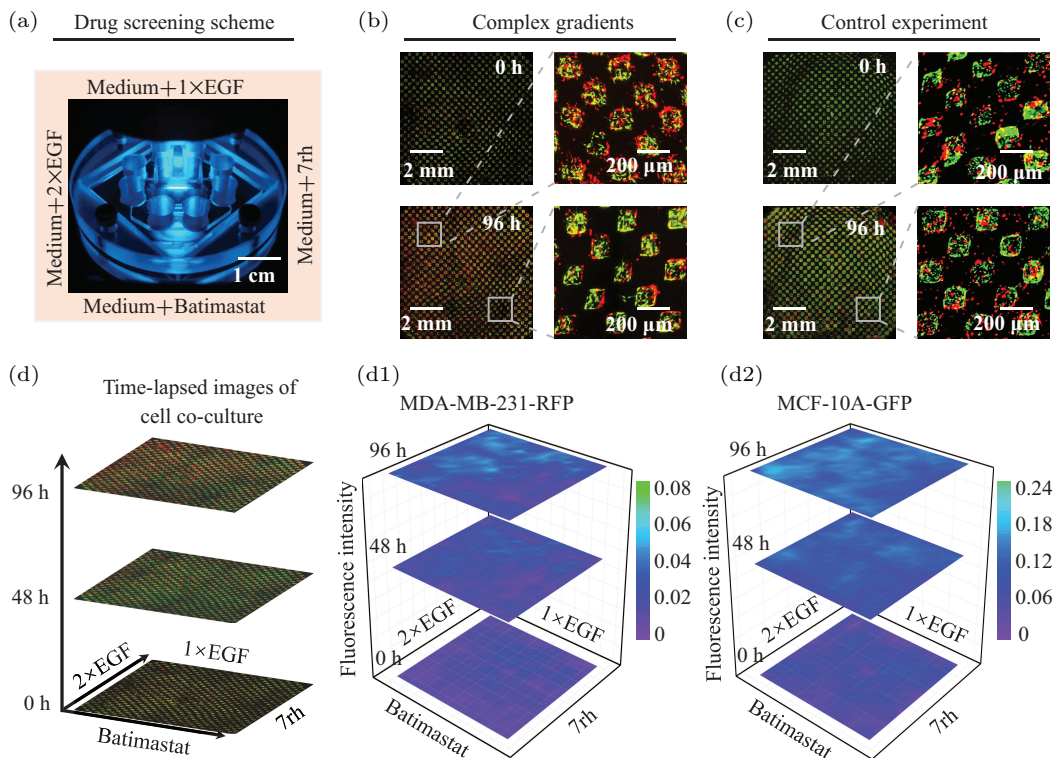 (a)
Drug screening scheme
Medium+1×EGF
Medium+2×EGF
Medium+7rh
1 cm
Medium+Batimastat
(b)
Complex gradients
0 h
2 mm
200 μm
96 h
2 mm
200 μm
(c)
Control experiment
0 h
2 mm
200 μm
96 h
2 mm
200 μm
(d)
Time-lapsed images of
cell co-culture
96 h
48 h
0 h
2×EGF
1×EGF
Batimastat
7rh
(d1)
MDA-MB-231-RFP
96 h
48 h
0 h
Fluorescence intensity
2×EGF
1×EGF
Batimastat
7rh
0.08
0.06
0.04
0.02
0
(d2)
MCF-10A-GFP
96 h
48 h
0 h
Fluorescence intensity
2×EGF
1×EGF
Batimastat
7rh
0.24
0.18
0.12
0.06
0